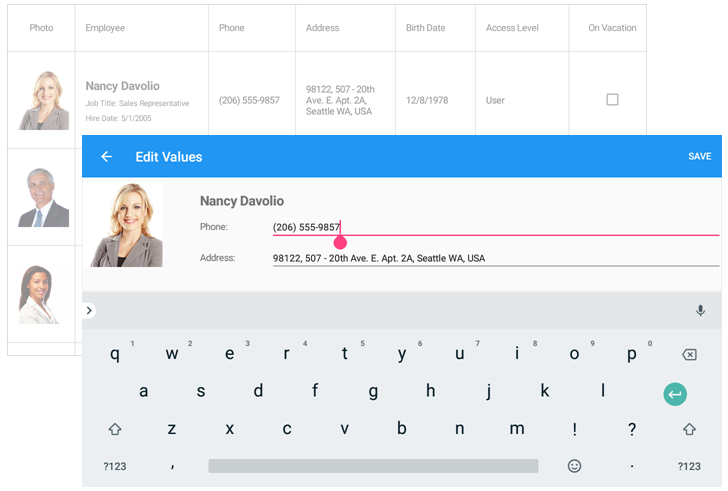 Photo Employee Phone Address Birth Date Access Level On Vacation
Nancy Davolio
Job Title: Sales Representative
Hire Date: 5/1/2005
(206) 555-9857
98122, 507 - 20th
Ave. E. Apt. 2A,
Seattle WA, USA
12/8/1978
User
Edit Values
SAVE
Nancy Davolio
Phone: (206) 555-9857
Address: 98122, 507 - 20th Ave. E. Apt. 2A, Seattle WA, USA
q 1 w 2 e 3 r 4 t 5 y 6 u 7 i 8 o 9 p 0
a s d f g h j k l
z x c v b n m ! ?
?123 , . ?123